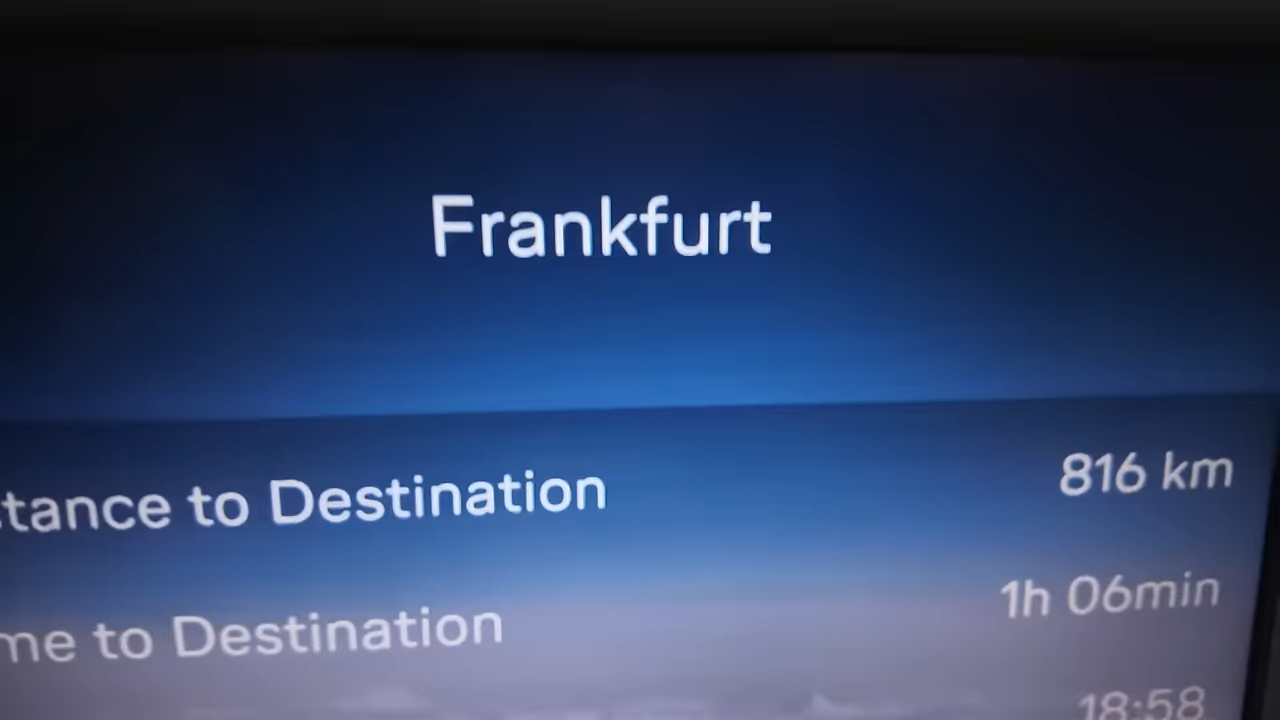 Frankfurt
tance to Destination 816 km
me to Destination 1h 06min
18:58